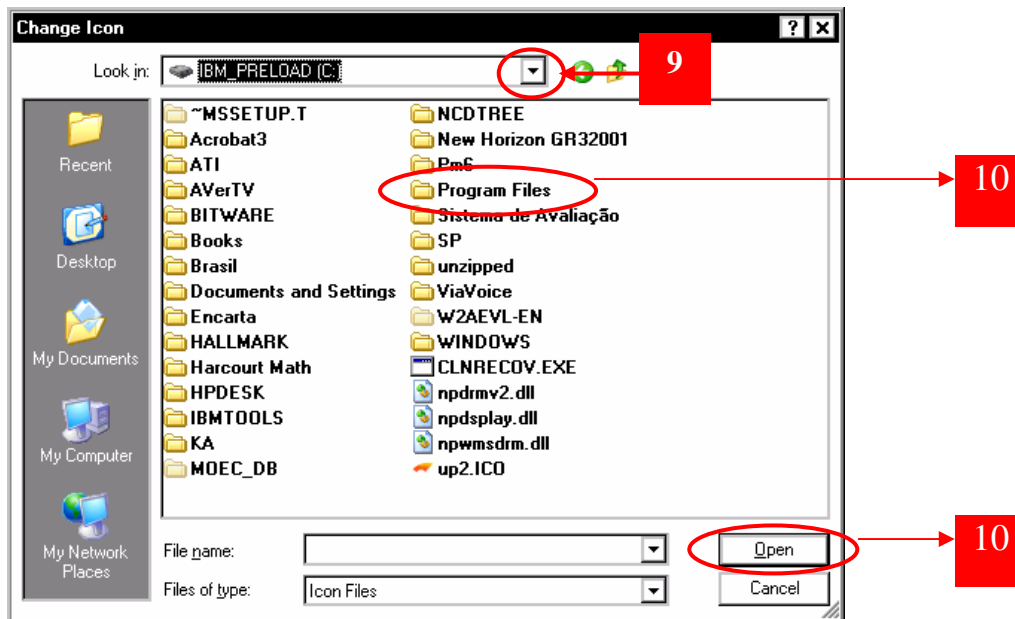 Change Icon
? X
9
Look in: IBM_PRELOAD (C:
~MSSETUP.T
Acrobat3
ATI
AVerTV
BITWARE
Books
Brasil
Documents and Settings
Encarta
HALLMARK
Harcourt Math
HPDESK
IBMTOOLS
KA
MOEC_DB
NCDTREE
New Horizon GR32001
Pm6
Program Files
Sistema de Avaliação
SP
unzipped
ViaVoice
W2AEVL-EN
WINDOWS
CLNRECOV.EXE
npdrmv2.dll
npdsplay.dll
npwmsdrm.dll
up2.ICO
10
Recent
Desktop
My Documents
My Computer
My Network
Places
File name:
Open
10
Files of type: Icon Files
Cancel